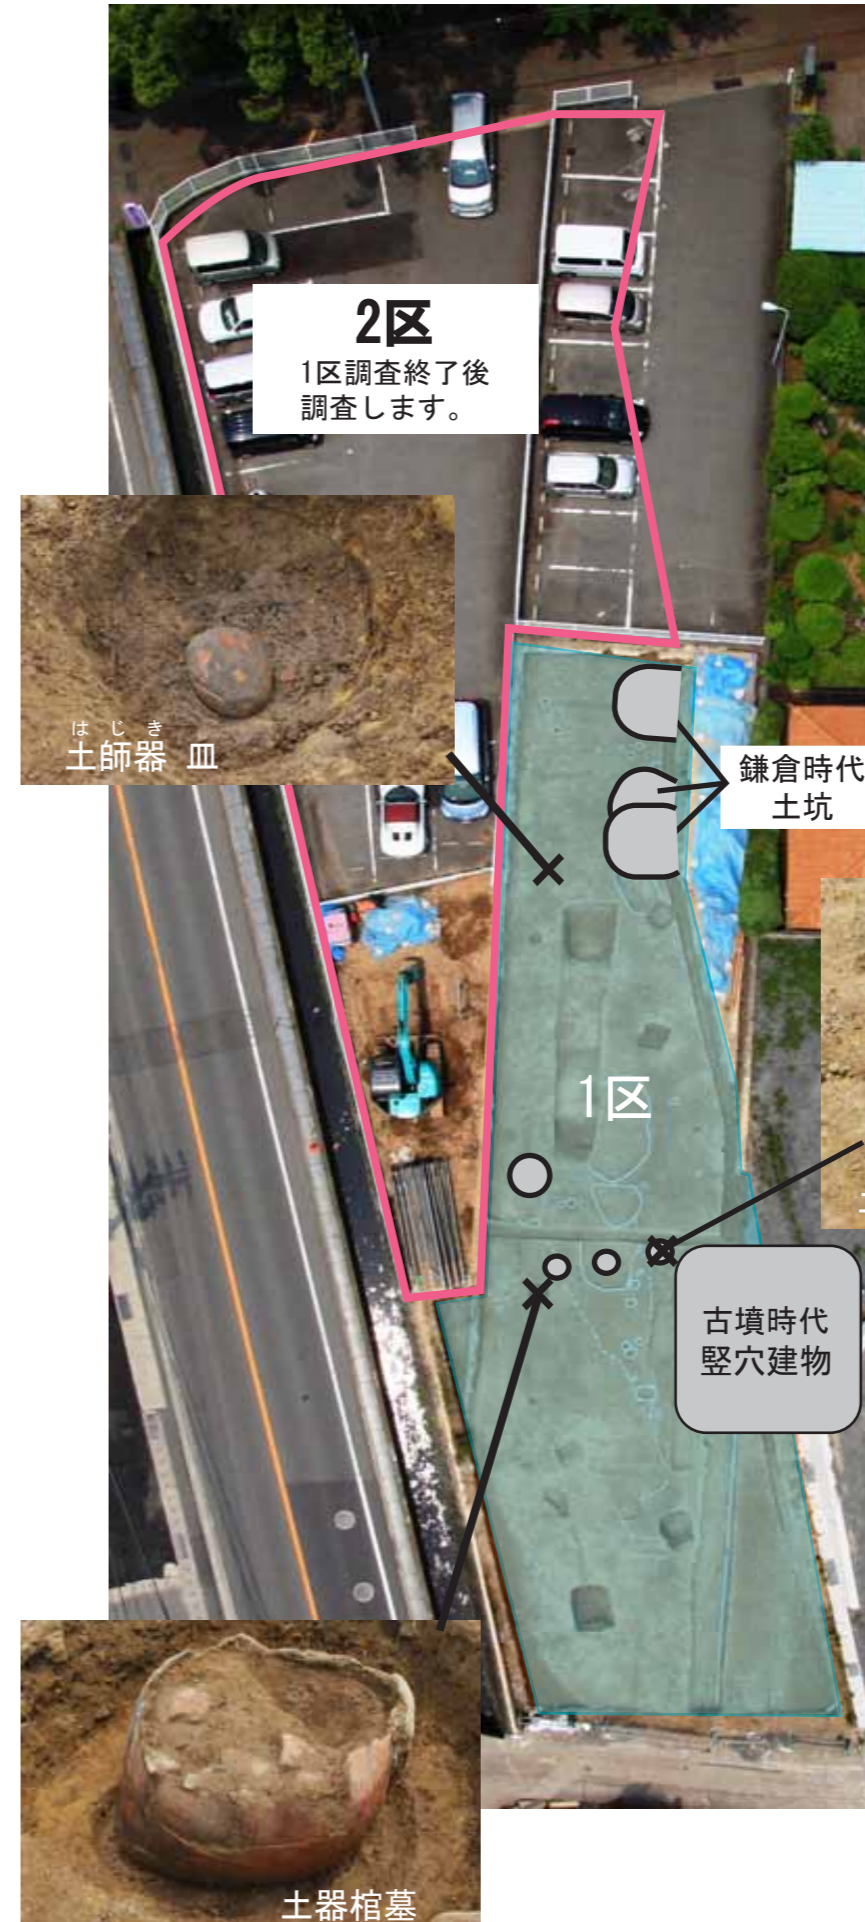 2区
1区調査終了後
調査します。
はじき
土師器 皿
鎌倉時代
土坑
1区
古墳時代
竪穴建物
土器棺墓